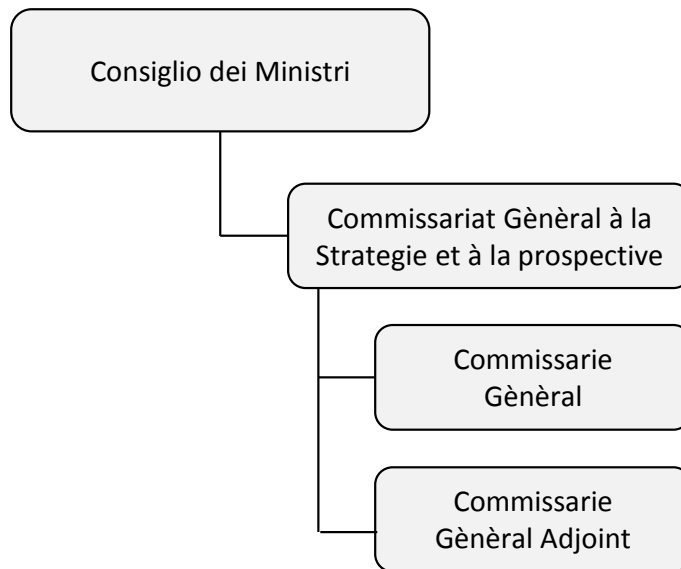 Consiglio dei Ministri
Commissariat Gènèral à la
Strategie et à la prospective
Commissarie
Gènèral
Commissarie
Gènèral Adjoint